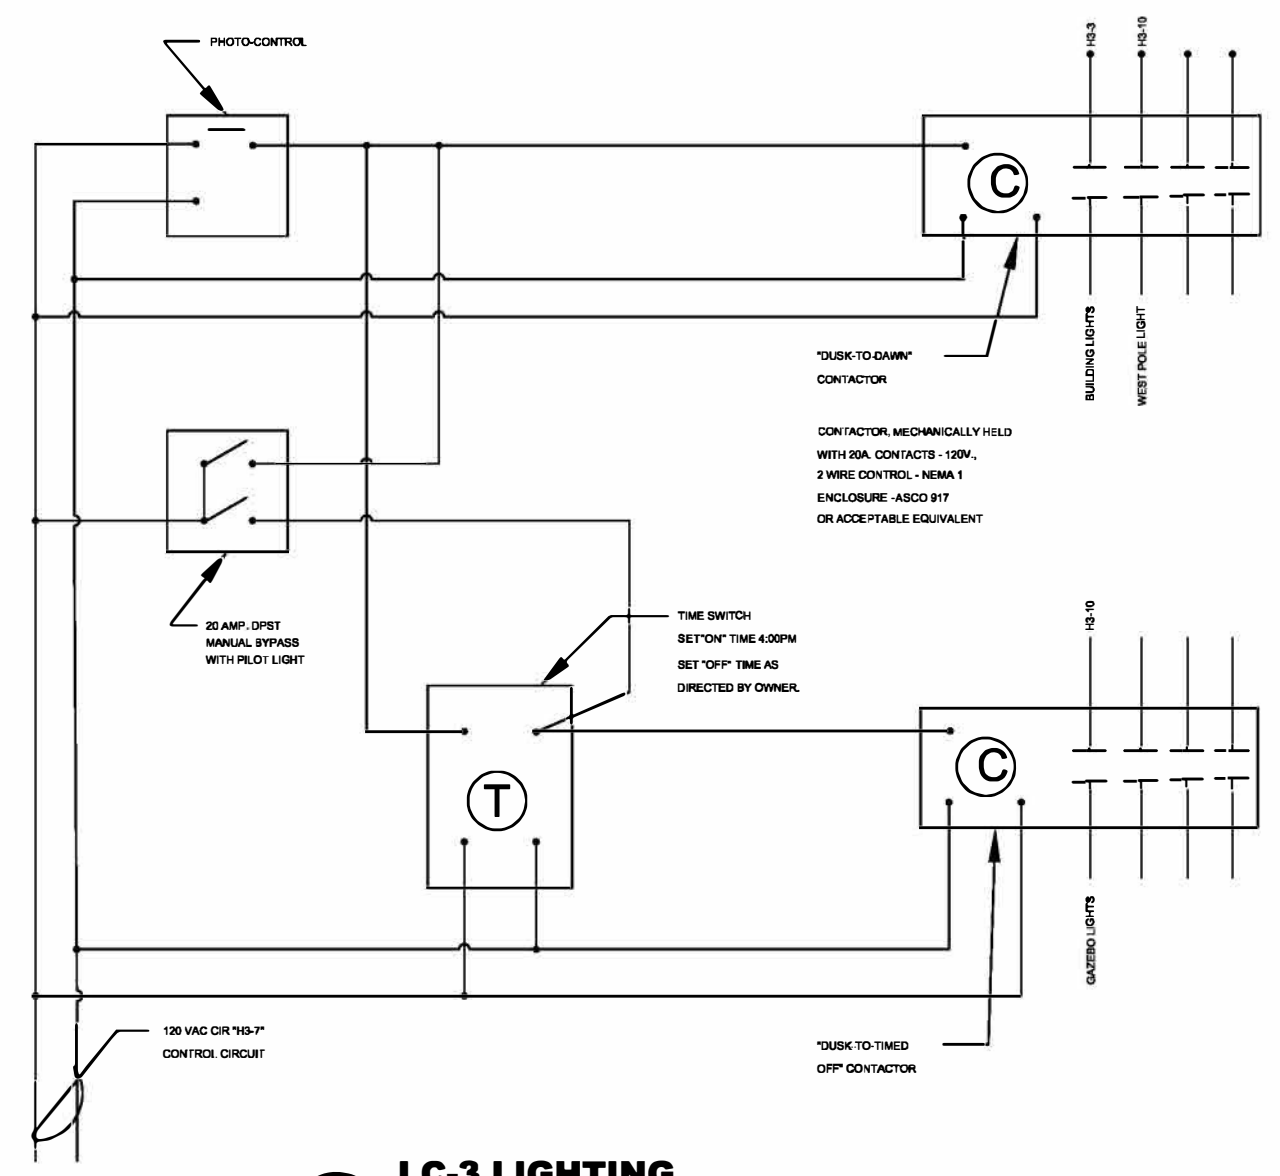 PHOTO-CONTROL
H3-3
H3-10
C
"DUSK-TO-DAWN"
CONTACTOR
BUILDING LIGHTS
WEST POLE LIGHT
CONTACTOR, MECHANICALLY HELD
WITH 20A. CONTACTS - 120V.,
2 WIRE CONTROL - NEMA 1
ENCLOSURE -ASCO 917
OR ACCEPTABLE EQUIVALENT
20 AMP. DPST
MANUAL BYPASS
WITH PILOT LIGHT
TIME SWITCH
SET"ON" TIME 4:00PM
SET "OFF" TIME AS
DIRECTED BY OWNER.
H3-10
T
C
GAZEBO LIGHTS
120 VAC CIR "H3-7"
CONTROL CIRCUIT
"DUSK-TO-TIMED
OFF" CONTACTOR
LC-3 LIGHTING